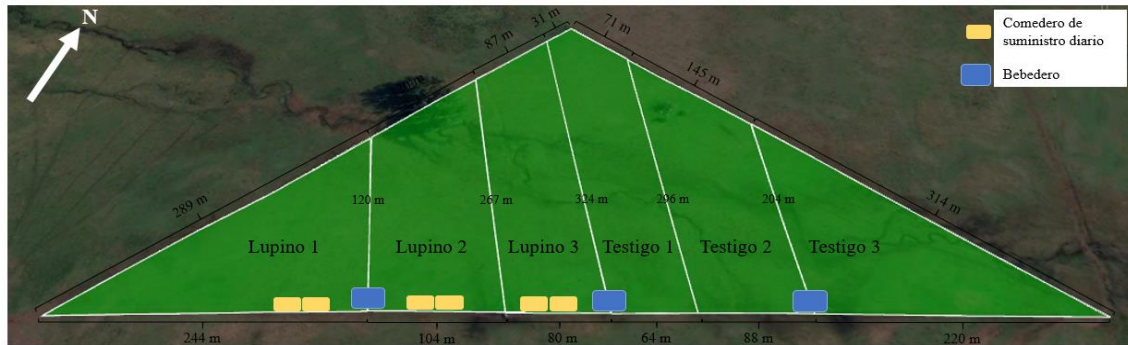 N
31 m
71 m
Comedero de
suministro diario
Bebedero
87 m
145 m
289 m
120 m
267 m
324 m
296 m
204 m
314 m
Lupino 1
Lupino 2
Lupino 3
Testigo 1
Testigo 2
Testigo 3
244 m
104 m
80 m
64 m
88 m
220 m